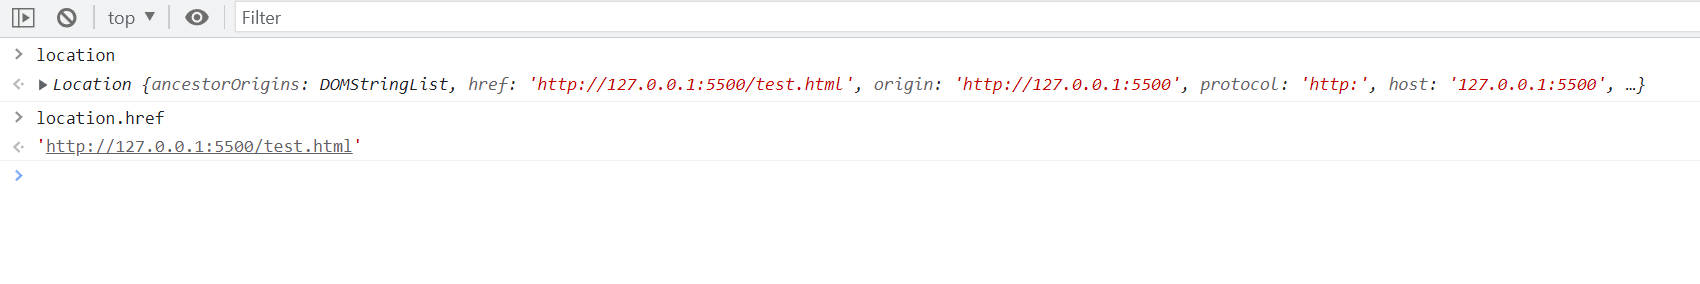 top ▼ Filter
> location
<· ▶ Location {ancestorOrigins: DOMStringList, href: 'http://127.0.0.1:5500/test.html', origin: 'http://127.0.0.1:5500', protocol: 'http:', host: '127.0.0.1:5500', …}
> location.href
<· 'http://127.0.0.1:5500/test.html'
>